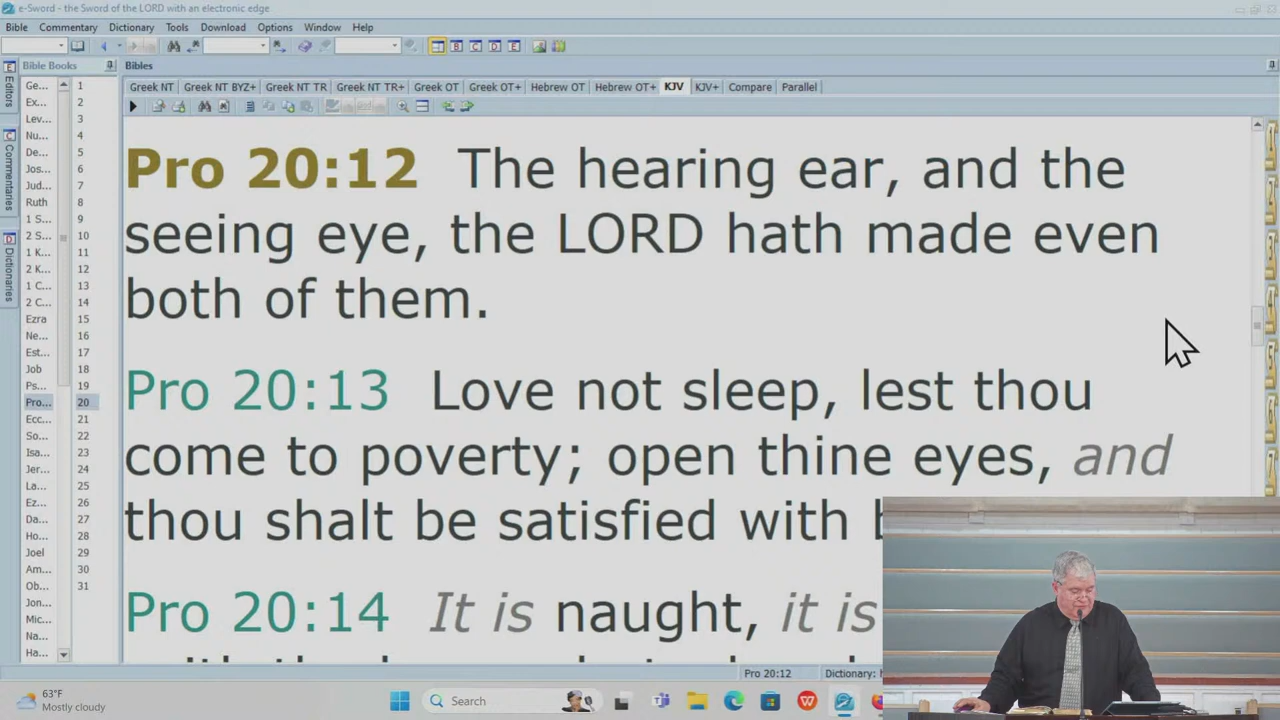 e-Sword - the Sword of the LORD with an electronic edge
Bible Commentary Dictionary Tools Download Options Window Help
Bible Books
Bibles
Greek NT Greek NT BYZ+ Greek NT TR Greek NT TR+ Greek OT Greek OT+ Hebrew OT Hebrew OT+ KJV KJV+ Compare Parallel
Editors
Commentaries
Dictionaries
Ge... 1
Ex... 2
Lev... 3
Nu... 4
De... 5
Jos... 6
Jud... 7
Ruth 8
1 S... 9
2 S... 10
1 K... 11
2 K... 12
1 C... 13
2 C... 14
Ezra 15
Ne... 16
Est... 17
Job 18
Ps... 19
Pro... 20
Ecc... 21
So... 22
Isa... 23
Jer... 24
La... 25
Ez... 26
Da... 27
Ho... 28
Joel 29
Am... 30
Ob... 31
Jon...
Mic...
Na...
Ha...
Pro 20:12 The hearing ear, and the
seeing eye, the LORD hath made even
both of them.
Pro 20:13 Love not sleep, lest thou
come to poverty; open thine eyes, and
thou shalt be satisfied with
Pro 20:14 It is naught, it is
Pro 20:12 Dictionary:
63°F
Mostly cloudy
Search